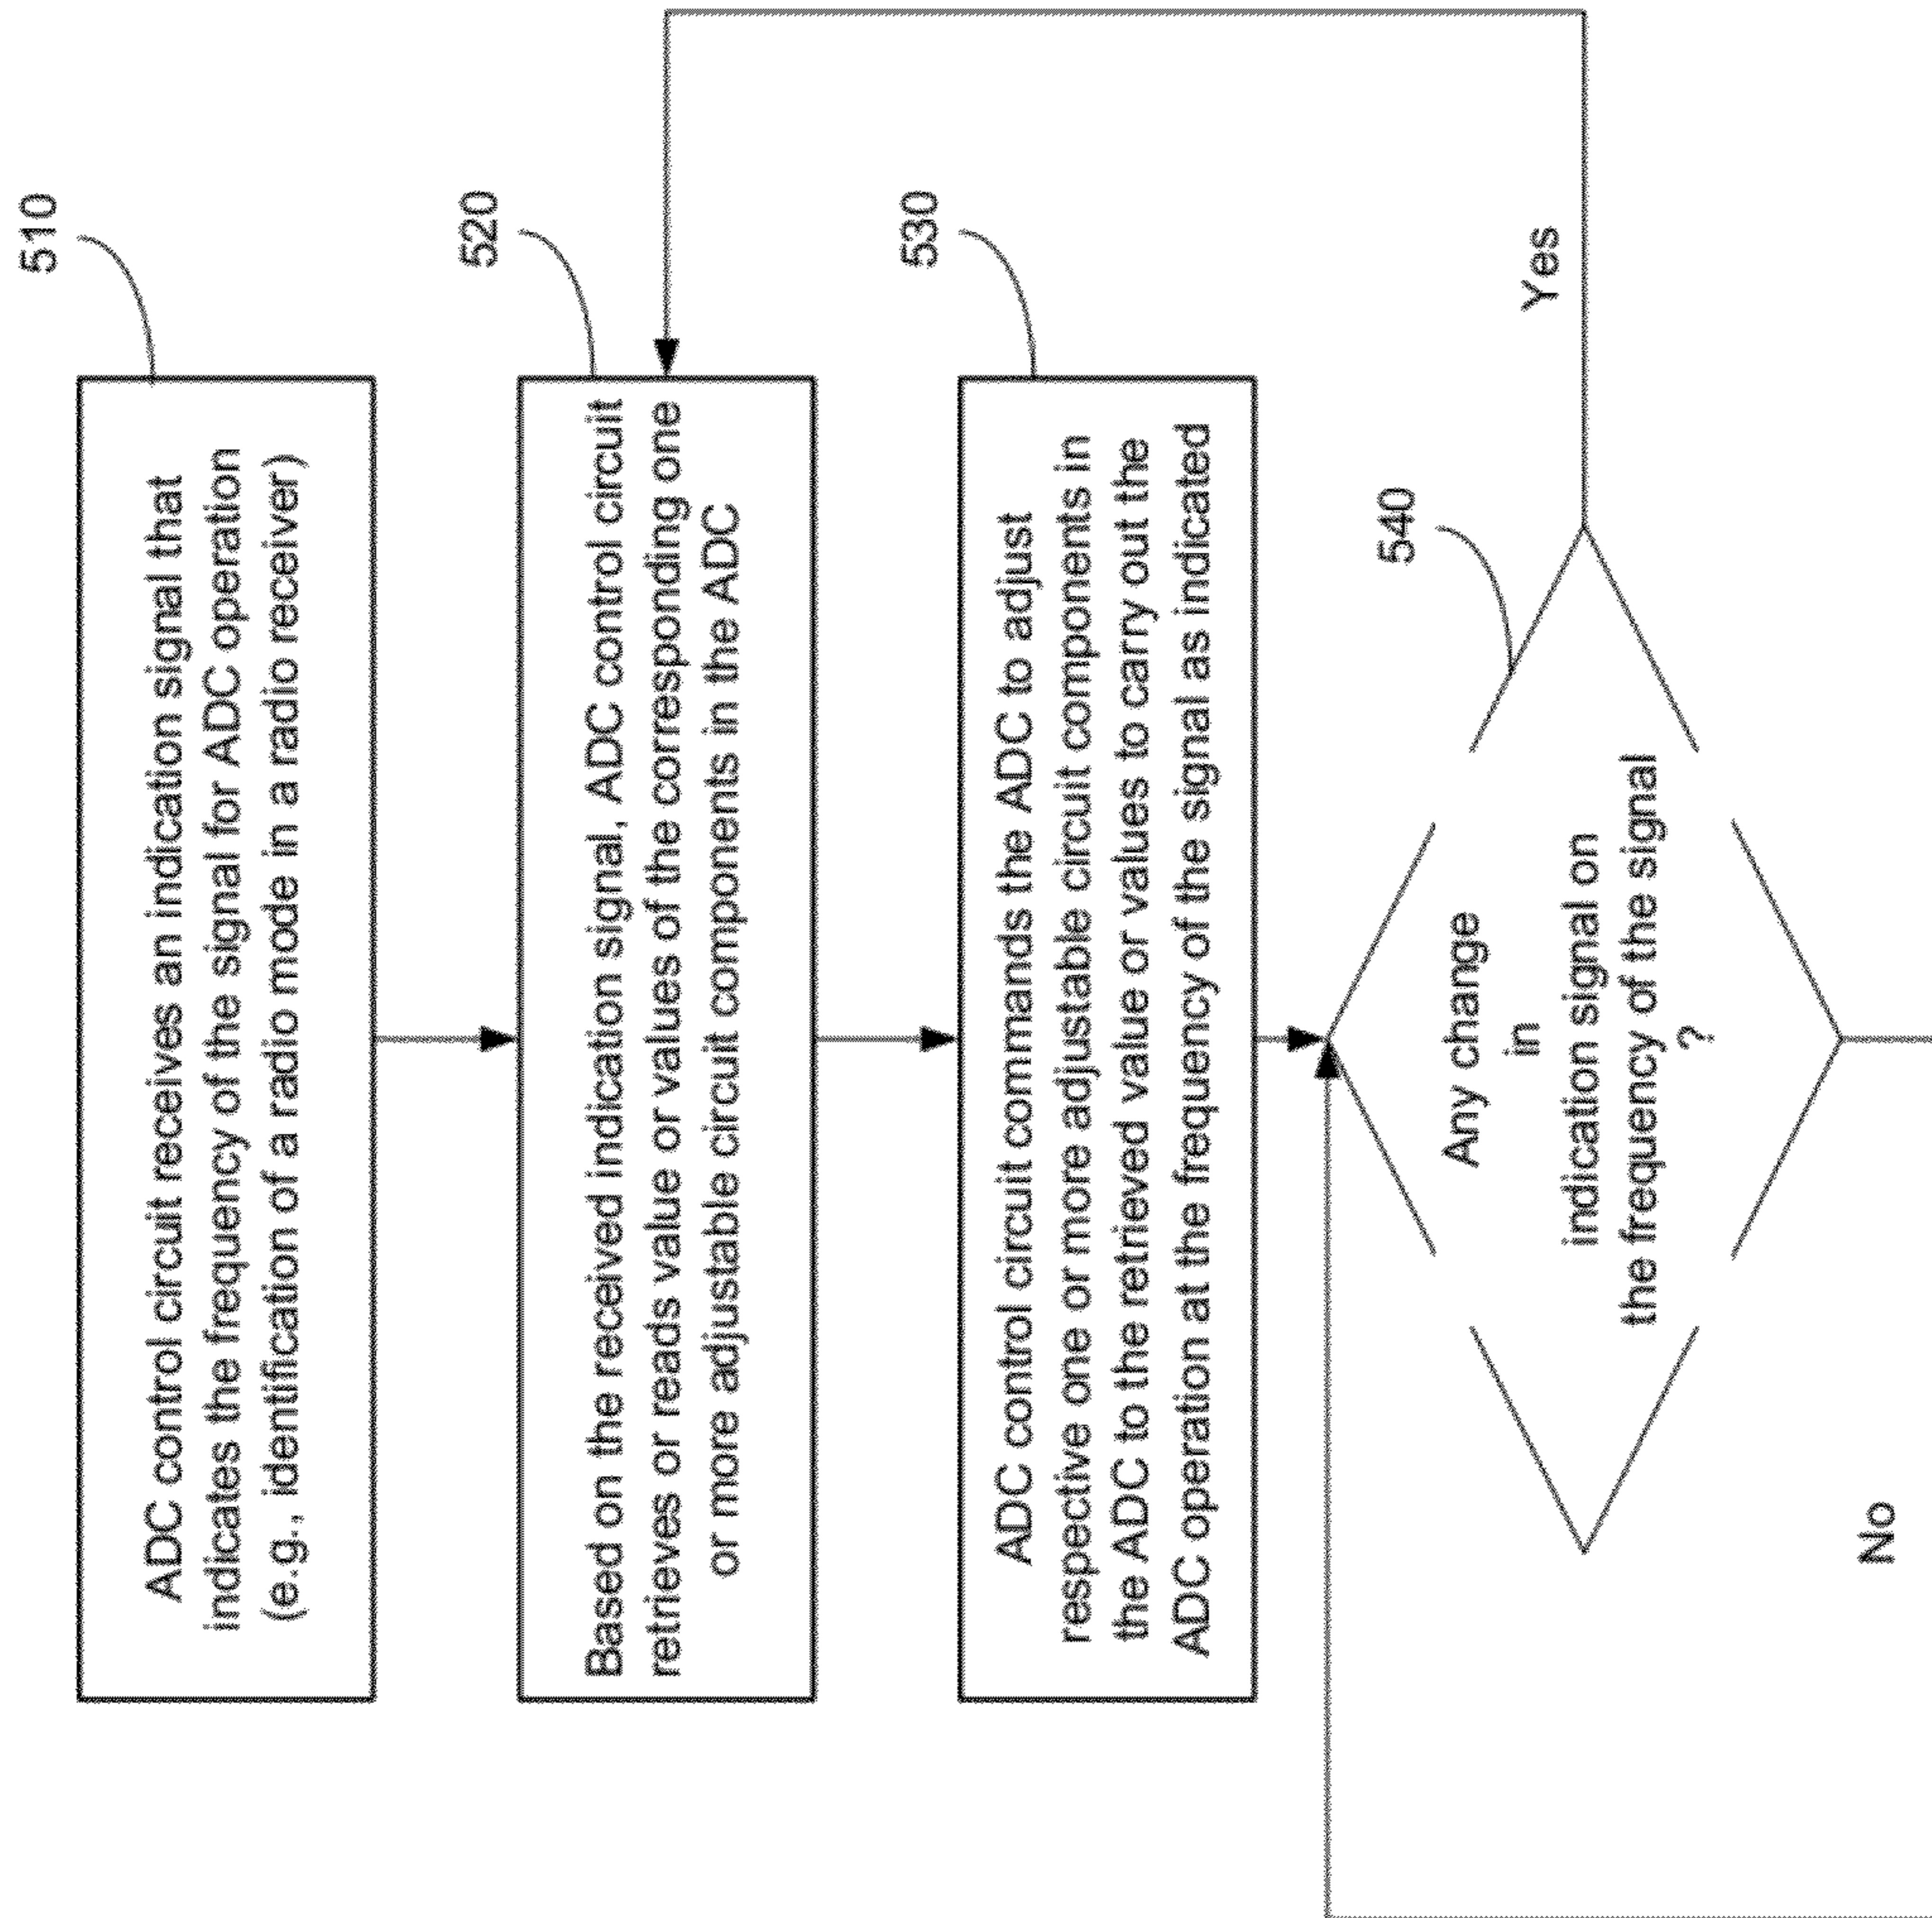 510
ADC control circuit receives an indication signal that
indicates the frequency of the signal for ADC operation
(e.g., identification of a radio mode in a radio receiver)
520
Based on the received indication signal, ADC control circuit
retrieves or reads value or values of the corresponding one
or more adjustable circuit components in the ADC
530
ADC control circuit commands the ADC to adjust
respective one or more adjustable circuit components in
the ADC to the retrieved value or values to carry out the
ADC operation at the frequency of the signal as indicated
540
Any change
in
indication signal on
the frequency of the signal
?
Yes
No